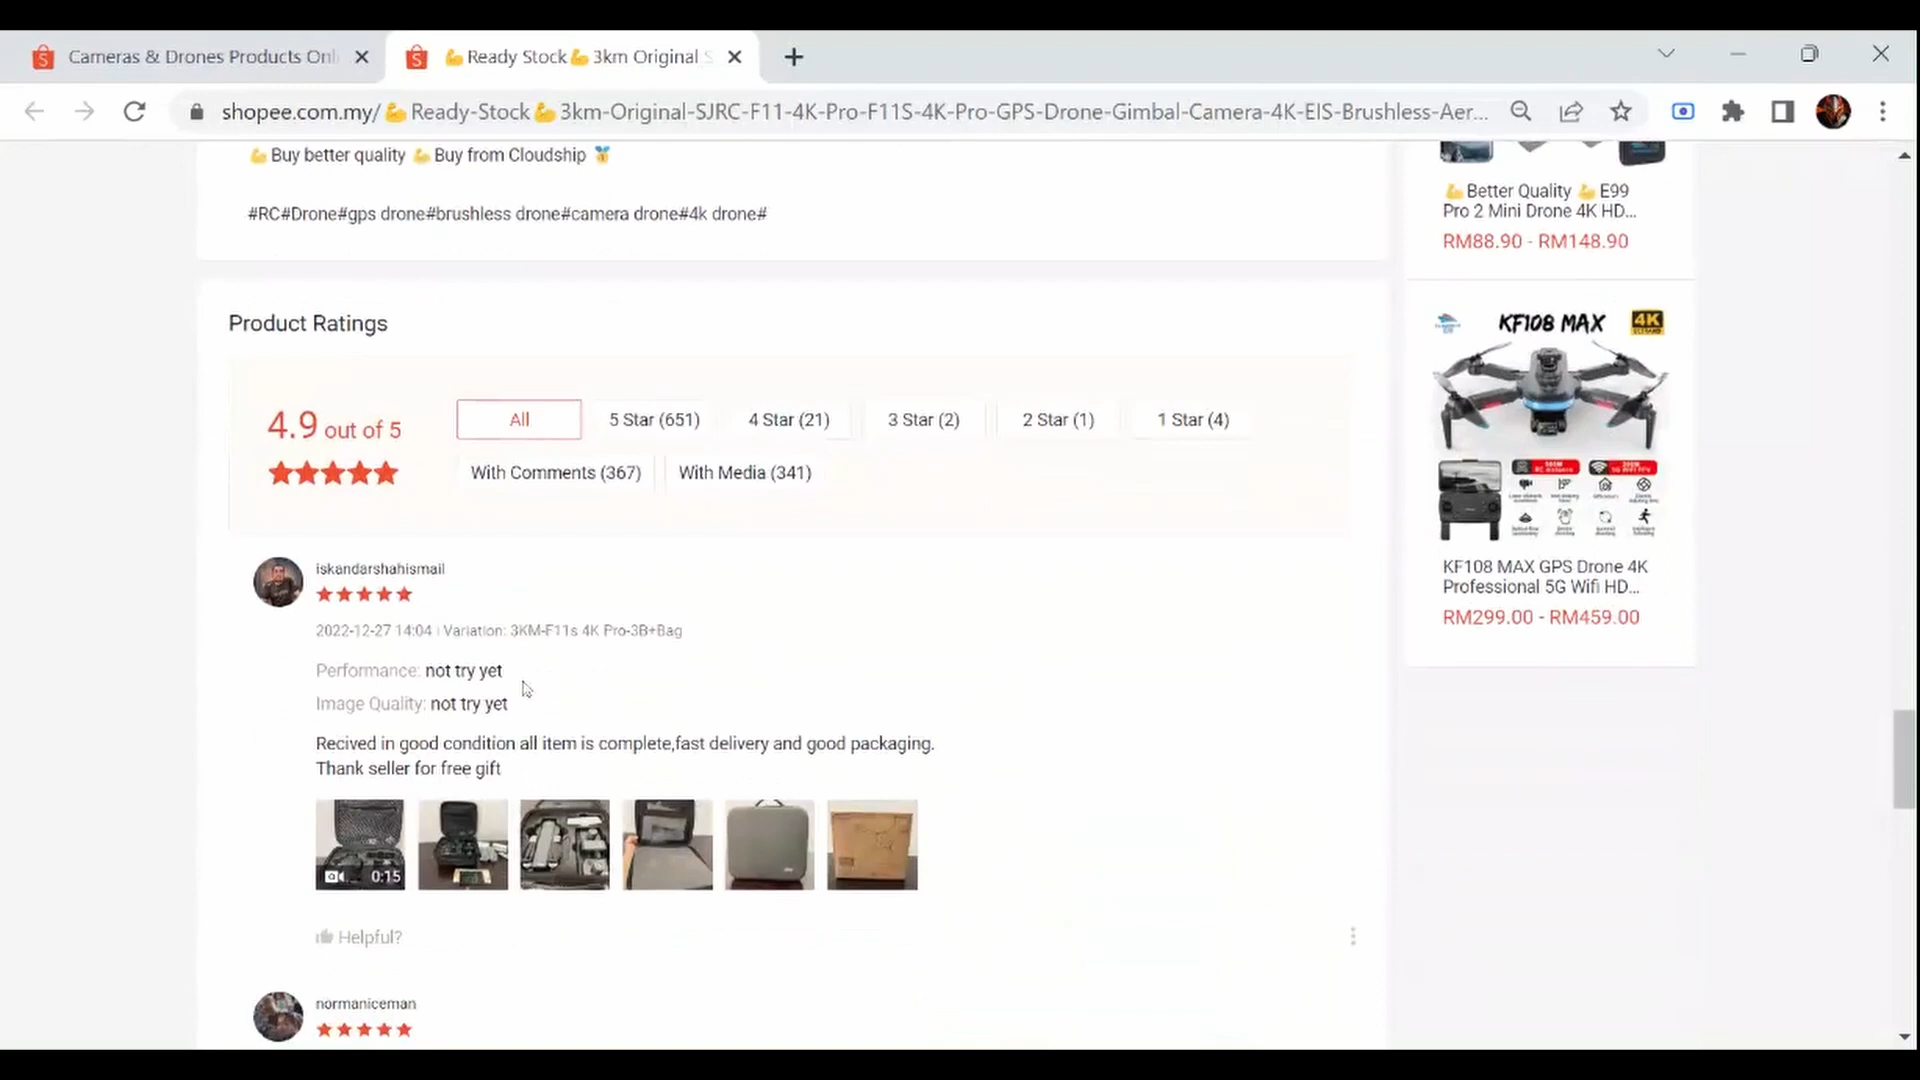 Cameras & Drones Products Onl
💪Ready Stock💪3km Original S
shopee.com.my/💪Ready-Stock💪3km-Original-SJRC-F11-4K-Pro-F11S-4K-Pro-GPS-Drone-Gimbal-Camera-4K-EIS-Brushless-Aer...
💪Buy better quality 💪Buy from Cloudship 🥇
#RC#Drone#gps drone#brushless drone#camera drone#4k drone#
Product Ratings
4.9 out of 5
All
5 Star (651)
4 Star (21)
3 Star (2)
2 Star (1)
1 Star (4)
With Comments (367)
With Media (341)
iskandarshahismail
2022-12-27 14:04 | Variation: 3KM-F11s 4K Pro-3B+Bag
Performance: not try yet
Image Quality: not try yet
Recived in good condition all item is complete,fast delivery and good packaging.
Thank seller for free gift
0:15
Helpful?
normaniceman
💪Better Quality 💪E99
Pro 2 Mini Drone 4K HD...
RM88.90 - RM148.90
KF108 MAX
4K
KF108 MAX GPS Drone 4K
Professional 5G Wifi HD...
RM299.00 - RM459.00